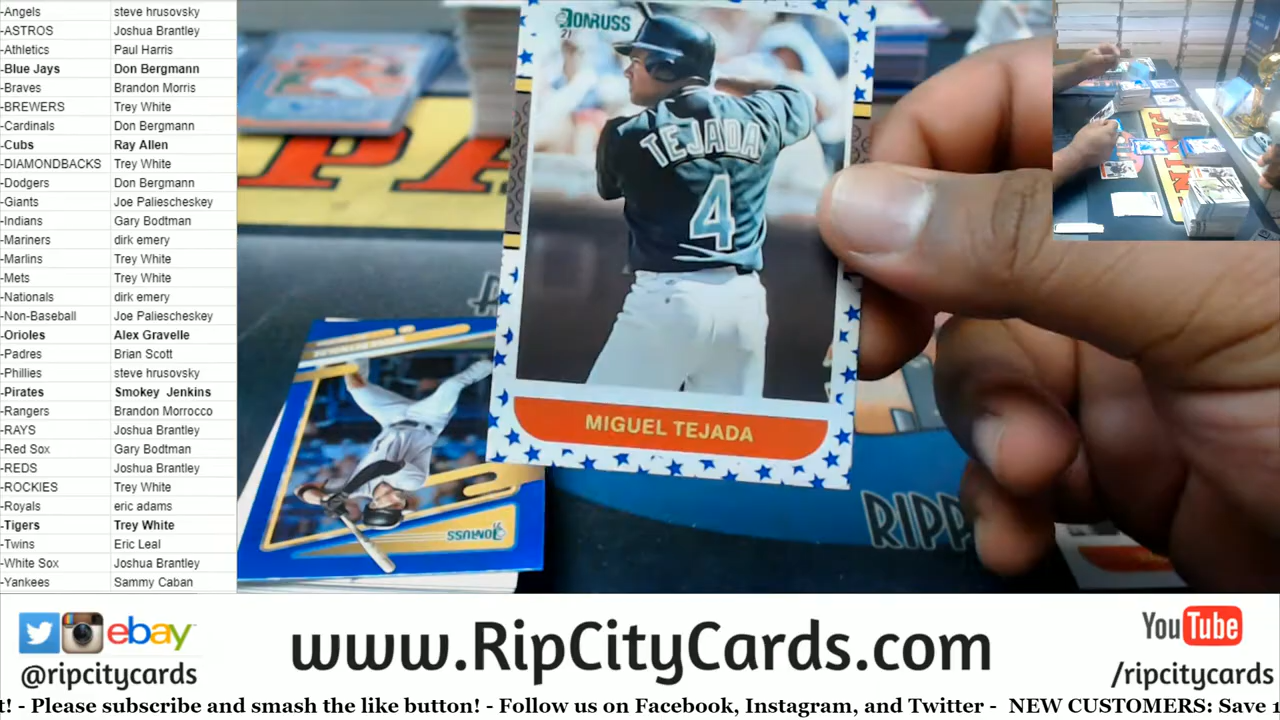 -Angels steve hrusovsky
-ASTROS Joshua Brantley
-Athletics Paul Harris
-Blue Jays Don Bergmann
-Braves Brandon Morris
-BREWERS Trey White
-Cardinals Don Bergmann
-Cubs Ray Allen
-DIAMONDBACKS Trey White
-Dodgers Don Bergmann
-Giants Joe Paliescheskey
-Indians Gary Bodtman
-Mariners dirk emery
-Marlins Trey White
-Mets Trey White
-Nationals dirk emery
-Non-Baseball Joe Paliescheskey
-Orioles Alex Gravelle
-Padres Brian Scott
-Phillies steve hrusovsky
-Pirates Smokey Jenkins
-Rangers Brandon Morrocco
-RAYS Joshua Brantley
-Red Sox Gary Bodtman
-REDS Joshua Brantley
-ROCKIES Trey White
-Royals eric adams
-Tigers Trey White
-Twins Eric Leal
-White Sox Joshua Brantley
-Yankees Sammy Caban
DONRUSS
21
TEJADA
4
MIGUEL TEJADA
DONRUSS
PA
RIPP
PANIN
ebay
@ripcitycards
www.RipCityCards.com
YouTube
/ripcitycards
t! - Please subscribe and smash the like button! - Follow us on Facebook, Instagram, and Twitter - NEW CUSTOMERS: Save 1